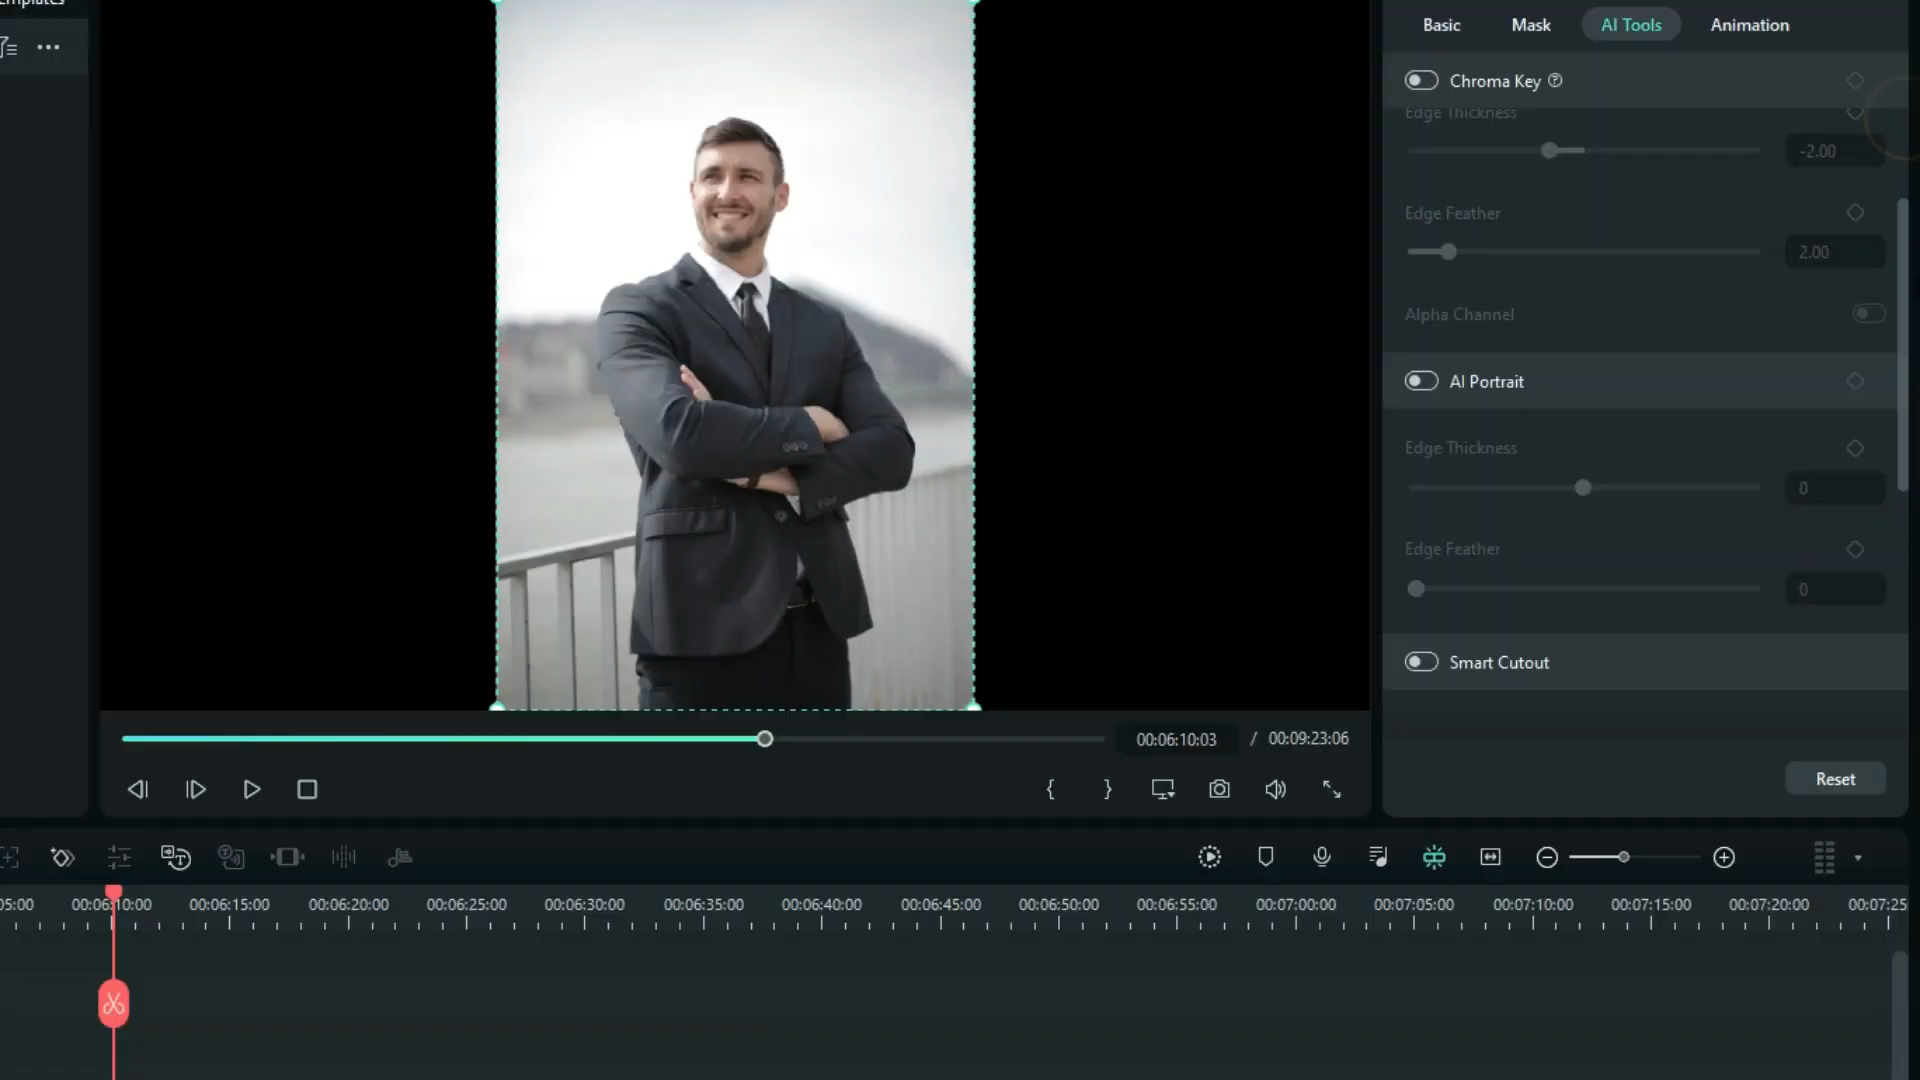 Basic Mask AI Tools Animation
Chroma Key
Edge Thickness
-2.00
Edge Feather
2.00
Alpha Channel
AI Portrait
Edge Thickness
0
Edge Feather
0
Smart Cutout
00:06:10:03 / 00:09:23:06
Reset
05:00 00:06:10:00 00:06:15:00 00:06:20:00 00:06:25:00 00:06:30:00 00:06:35:00 00:06:40:00 00:06:45:00 00:06:50:00 00:06:55:00 00:07:00:00 00:07:05:00 00:07:10:00 00:07:15:00 00:07:20:00 00:07:25